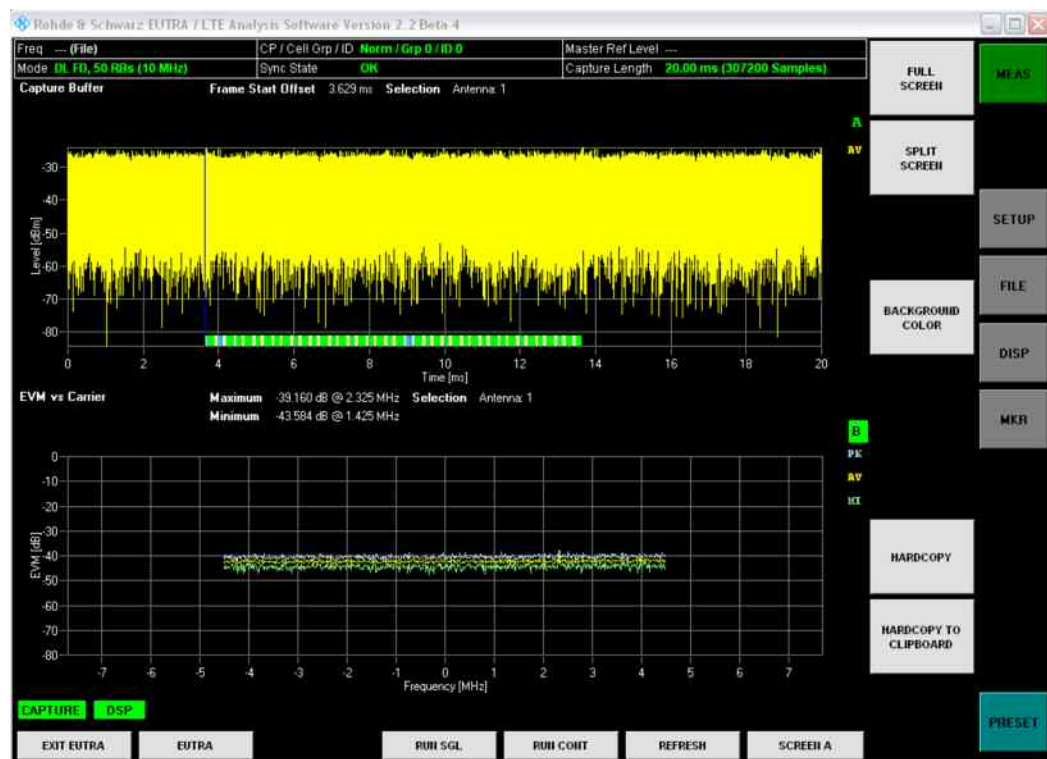 Rohde & Schwarz EUTRA / LTE Analysis Software Version 2.2 Beta 4
Freq --- (File) CP / Cell Grp / ID Norm / Grp 0 / ID 0 Master Ref Level ---
Mode DL FD, 50 RBs (10 MHz) Sync State OK Capture Length 20.00 ms (307200 Samples)
Capture Buffer Frame Start Offset 3.629 ms Selection Antenna: 1
A
AV
-30
-40
-50
-60
-70
-80
Level [dBm]
0 2 4 6 8 10 12 14 16 18 20
Time [ms]
EVM vs Carrier Maximum -39.160 dB @ 2.325 MHz Selection Antenna: 1
Minimum -43.584 dB @ 1.425 MHz
B
PK
AV
MI
0
-10
-20
-30
-40
-50
-60
-70
-80
EVM [dB]
-7 -6 -5 -4 -3 -2 -1 0 1 2 3 4 5 6 7
Frequency [MHz]
CAPTURE DSP
EXIT EUTRA EUTRA RUN SGL RUN CONT REFRESH SCREEN A
FULL
SCREEN
SPLIT
SCREEN
BACKGROUND
COLOR
HARDCOPY
HARDCOPY TO
CLIPBOARD
MEAS
SETUP
FILE
DISP
MKR
PRESET